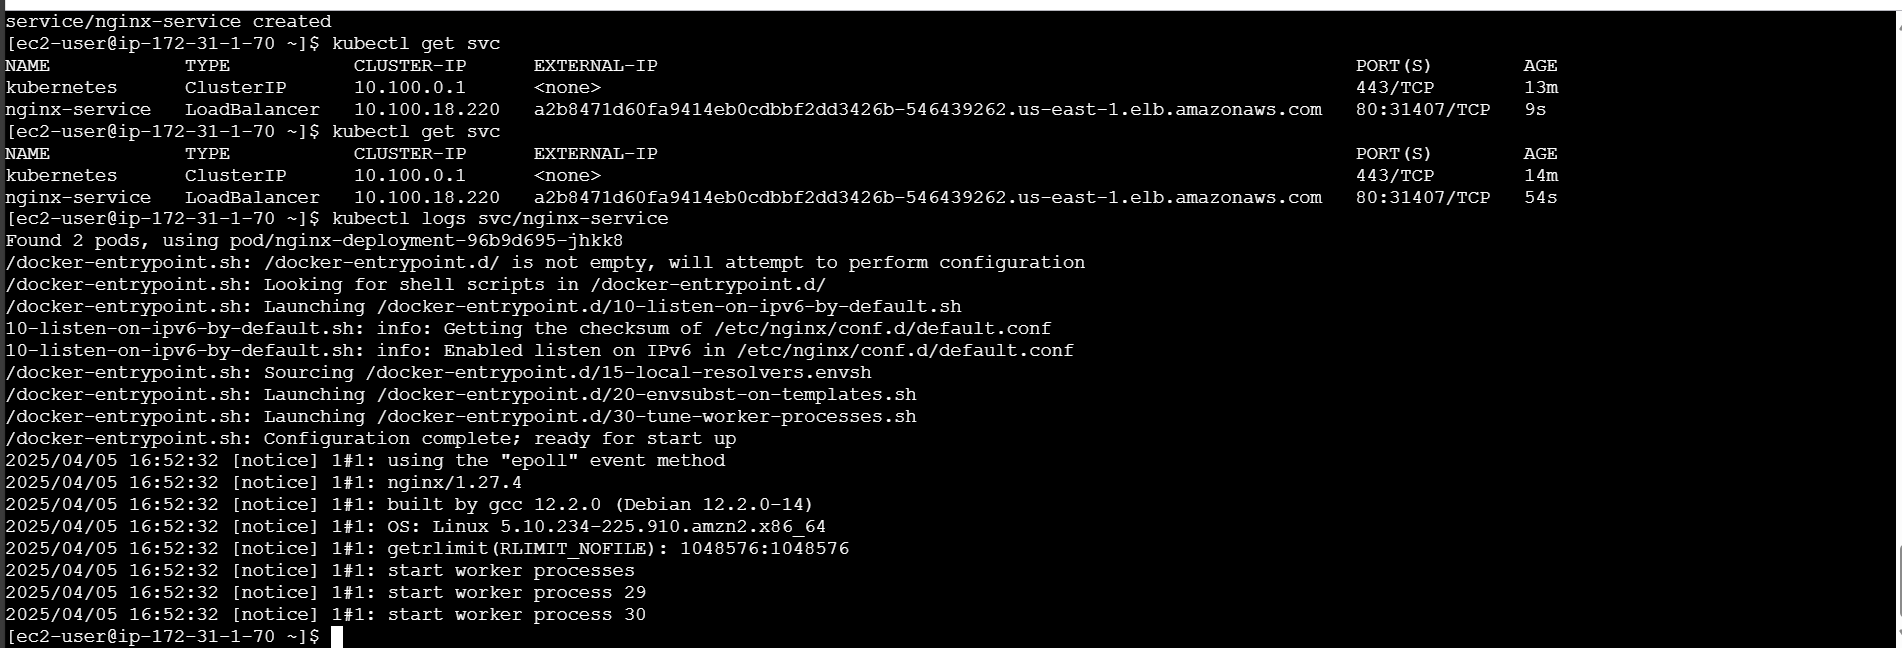 service/nginx-service created
[ec2-user@ip-172-31-1-70 ~]$ kubectl get svc
NAME TYPE CLUSTER-IP EXTERNAL-IP PORT(S) AGE
kubernetes ClusterIP 10.100.0.1 <none> 443/TCP 13m
nginx-service LoadBalancer 10.100.18.220 a2b8471d60fa9414eb0cdbbf2dd3426b-546439262.us-east-1.elb.amazonaws.com 80:31407/TCP 9s
[ec2-user@ip-172-31-1-70 ~]$ kubectl get svc
NAME TYPE CLUSTER-IP EXTERNAL-IP PORT(S) AGE
kubernetes ClusterIP 10.100.0.1 <none> 443/TCP 14m
nginx-service LoadBalancer 10.100.18.220 a2b8471d60fa9414eb0cdbbf2dd3426b-546439262.us-east-1.elb.amazonaws.com 80:31407/TCP 54s
[ec2-user@ip-172-31-1-70 ~]$ kubectl logs svc/nginx-service
Found 2 pods, using pod/nginx-deployment-96b9d695-jhkk8
/docker-entrypoint.sh: /docker-entrypoint.d/ is not empty, will attempt to perform configuration
/docker-entrypoint.sh: Looking for shell scripts in /docker-entrypoint.d/
/docker-entrypoint.sh: Launching /docker-entrypoint.d/10-listen-on-ipv6-by-default.sh
10-listen-on-ipv6-by-default.sh: info: Getting the checksum of /etc/nginx/conf.d/default.conf
10-listen-on-ipv6-by-default.sh: info: Enabled listen on IPv6 in /etc/nginx/conf.d/default.conf
/docker-entrypoint.sh: Sourcing /docker-entrypoint.d/15-local-resolvers.envsh
/docker-entrypoint.sh: Launching /docker-entrypoint.d/20-envsubst-on-templates.sh
/docker-entrypoint.sh: Launching /docker-entrypoint.d/30-tune-worker-processes.sh
/docker-entrypoint.sh: Configuration complete; ready for start up
2025/04/05 16:52:32 [notice] 1#1: using the "epoll" event method
2025/04/05 16:52:32 [notice] 1#1: nginx/1.27.4
2025/04/05 16:52:32 [notice] 1#1: built by gcc 12.2.0 (Debian 12.2.0-14)
2025/04/05 16:52:32 [notice] 1#1: OS: Linux 5.10.234-225.910.amzn2.x86_64
2025/04/05 16:52:32 [notice] 1#1: getrlimit(RLIMIT_NOFILE): 1048576:1048576
2025/04/05 16:52:32 [notice] 1#1: start worker processes
2025/04/05 16:52:32 [notice] 1#1: start worker process 29
2025/04/05 16:52:32 [notice] 1#1: start worker process 30
[ec2-user@ip-172-31-1-70 ~]$